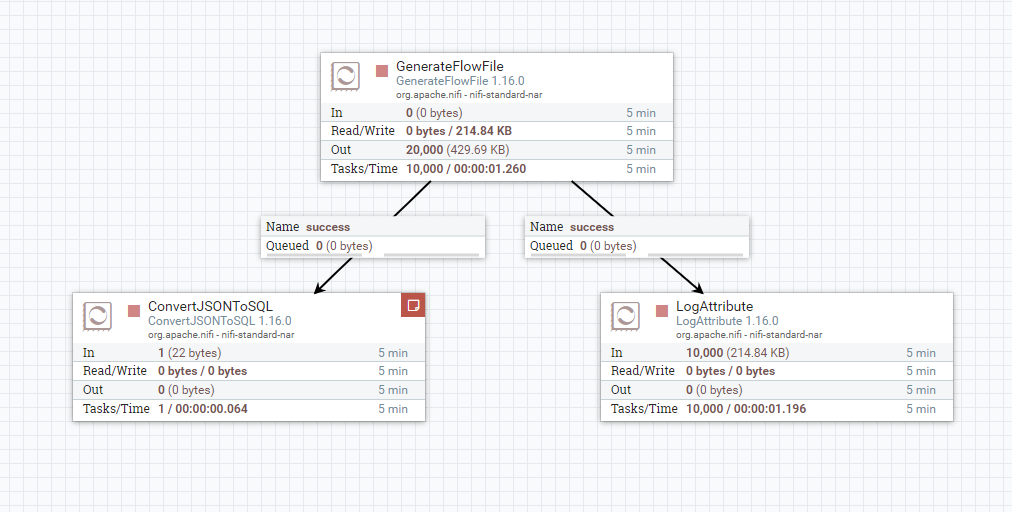 GenerateFlowFile
GenerateFlowFile 1.16.0
org.apache.nifi - nifi-standard-nar
In 0 (0 bytes) 5 min
Read/Write 0 bytes / 214.84 KB 5 min
Out 20,000 (429.69 KB) 5 min
Tasks/Time 10,000 / 00:00:01.260 5 min
Name success
Queued 0 (0 bytes)
Name success
Queued 0 (0 bytes)
ConvertJSONToSQL
ConvertJSONToSQL 1.16.0
org.apache.nifi - nifi-standard-nar
In 1 (22 bytes) 5 min
Read/Write 0 bytes / 0 bytes 5 min
Out 0 (0 bytes) 5 min
Tasks/Time 1 / 00:00:00.064 5 min
LogAttribute
LogAttribute 1.16.0
org.apache.nifi - nifi-standard-nar
In 10,000 (214.84 KB) 5 min
Read/Write 0 bytes / 0 bytes 5 min
Out 0 (0 bytes) 5 min
Tasks/Time 10,000 / 00:00:01.196 5 min